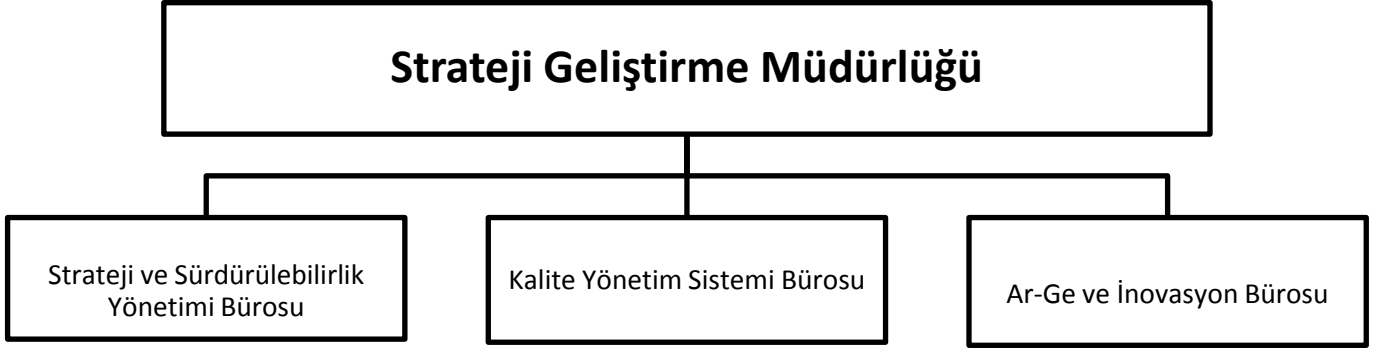 Strateji Geliştirme Müdürlüğü
Strateji ve Sürdürülebilirlik
Yönetimi Bürosu
Kalite Yönetim Sistemi Bürosu
Ar-Ge ve İnovasyon Bürosu